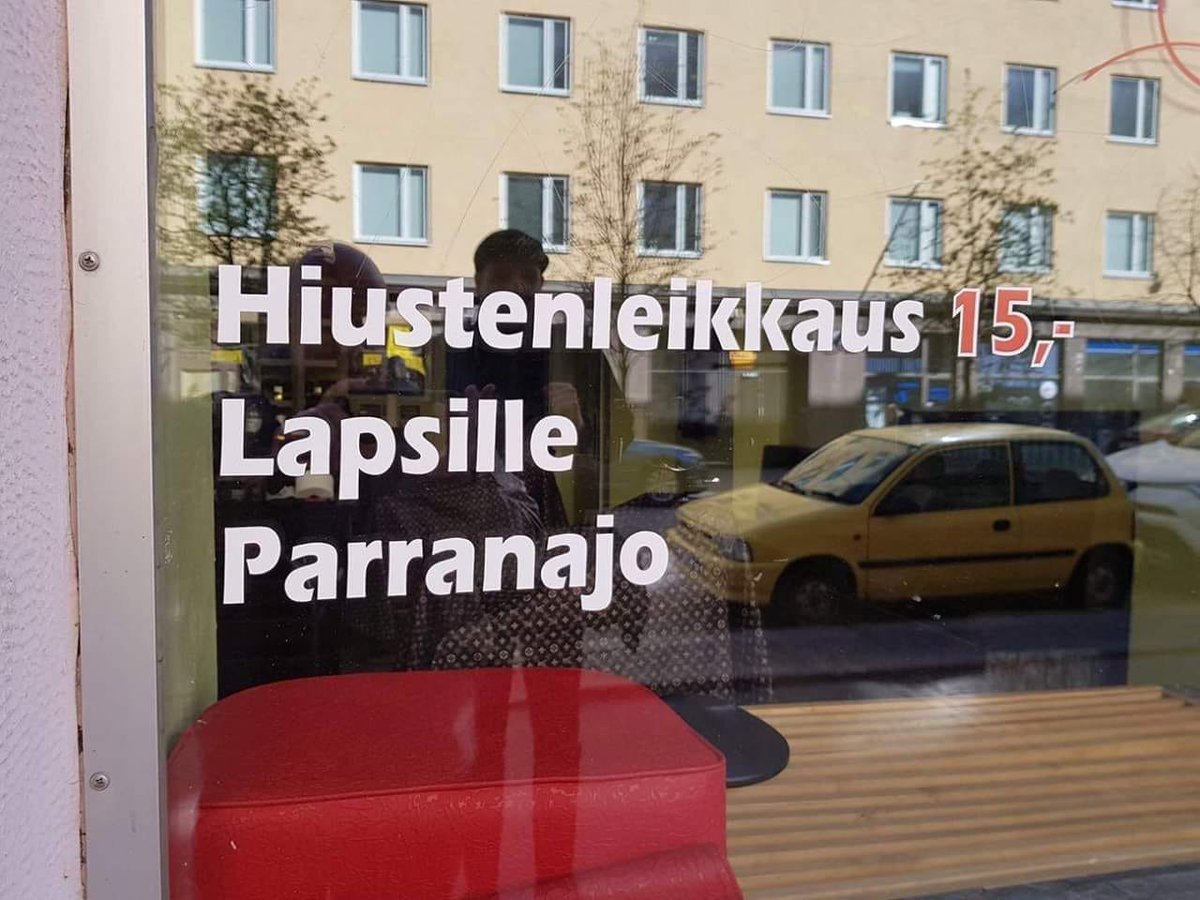 Hiustenleikkaus 15,-
Lapsille
Parranajo